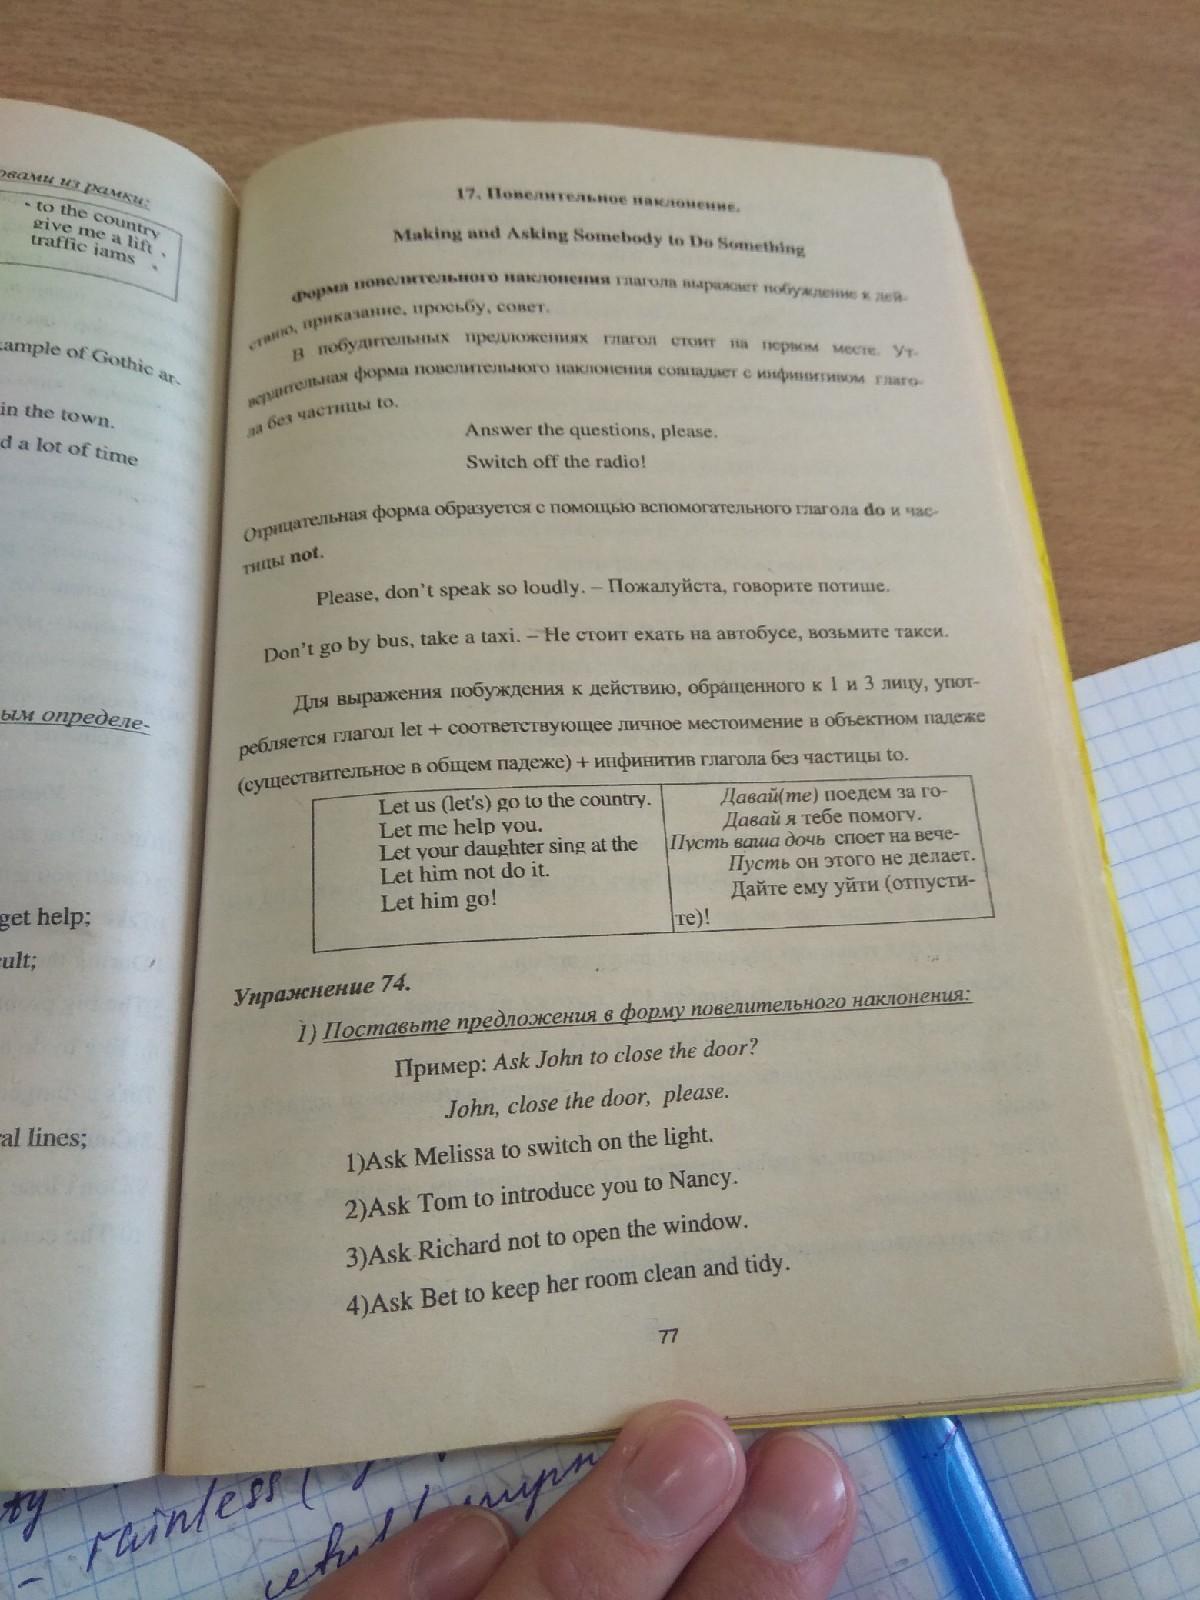 овами из рамки:
to the country
give me a lift
traffic jams
ample of Gothic ar-
in the town.
d a lot of time
ым определе-
get help;
cult;
al lines;
17. Повелительное наклонение.
Making and Asking Somebody to Do Something
Форма повелительного наклонения глагола выражает побуждение к дей-
ствию, приказание, просьбу, совет.
В побудительных предложениях глагол стоит на первом месте. Ут-
вердительная форма повелительного наклонения совпадает с инфинитивом глаго-
ла без частицы to.
Answer the questions, please.
Switch off the radio!
Отрицательная форма образуется с помощью вспомогательного глагола do и час-
тицы not.
Please, don't speak so loudly. – Пожалуйста, говорите потише.
Don't go by bus, take a taxi. – Не стоит ехать на автобусе, возьмите такси.
Для выражения побуждения к действию, обращенного к 1 и 3 лицу, упот-
ребляется глагол let + соответствующее личное местоимение в объектном падеже
(существительное в общем падеже) + инфинитив глагола без частицы to.
Let us (let's) go to the country.
Let me help you.
Let your daughter sing at the
Let him not do it.
Let him go!
Давай(те) поедем за го-
Давай я тебе помогу.
Пусть ваша дочь споет на вече-
Пусть он этого не делает.
Дайте ему уйти (отпусти-
те)!
Упражнение 74.
1) Поставьте предложения в форму повелительного наклонения:
Пример: Ask John to close the door?
John, close the door, please.
1)Ask Melissa to switch on the light.
2)Ask Tom to introduce you to Nancy.
3)Ask Richard not to open the window.
4)Ask Bet to keep her room clean and tidy.
77
- rainless (